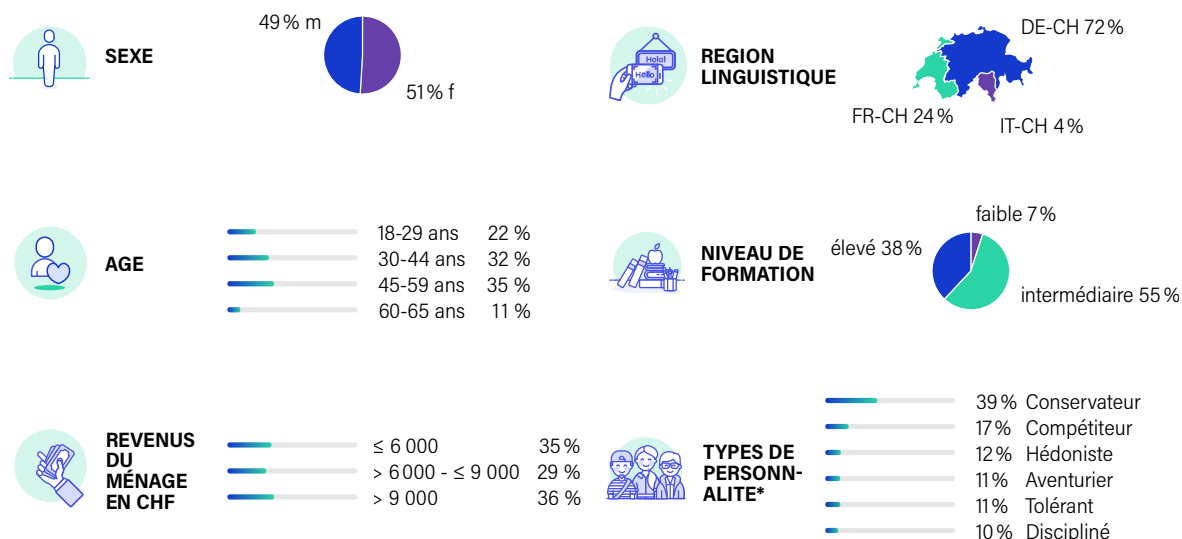 SEXE
49 % m
51 % f
REGION
LINGUISTIQUE
Hola!
Hello
DE-CH 72 %
FR-CH 24 %
IT-CH 4 %
AGE
18-29 ans 22 %
30-44 ans 32 %
45-59 ans 35 %
60-65 ans 11 %
NIVEAU DE
FORMATION
faible 7 %
élevé 38 %
intermédiaire 55 %
REVENUS
DU
MÉNAGE
EN CHF
≤ 6 000 35 %
> 6 000 - ≤ 9 000 29 %
> 9 000 36 %
TYPES DE
PERSONN-
ALITE*
39 % Conservateur
17 % Compétiteur
12 % Hédoniste
11 % Aventurier
11 % Tolérant
10 % Discipliné